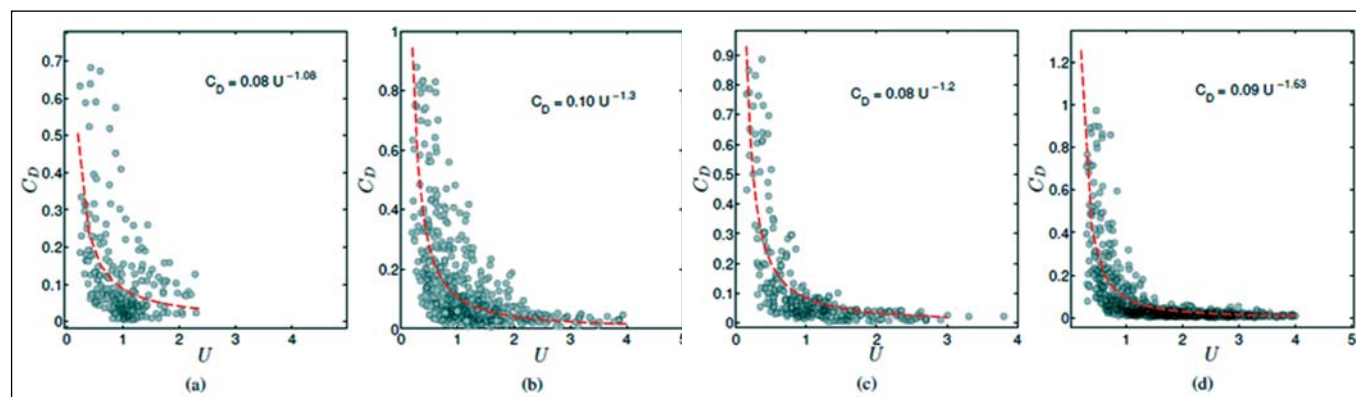 0.7
0.6
0.5
0.4
0.3
0.2
0.1
0
C_D
C_D = 0.08 U^-1.08
0 1 2 3 4
U
(a)
1
0.8
0.6
0.4
0.2
0
C_D
C_D = 0.10 U^-1.3
0 1 2 3 4 5
U
(b)
0.9
0.8
0.7
0.6
0.5
0.4
0.3
0.2
0.1
0
C_D
C_D = 0.08 U^-1.2
0 1 2 3 4
U
(c)
1.2
1
0.8
0.6
0.4
0.2
0
C_D
C_D = 0.09 U^-1.53
1 2 3 4 5
U
(d)